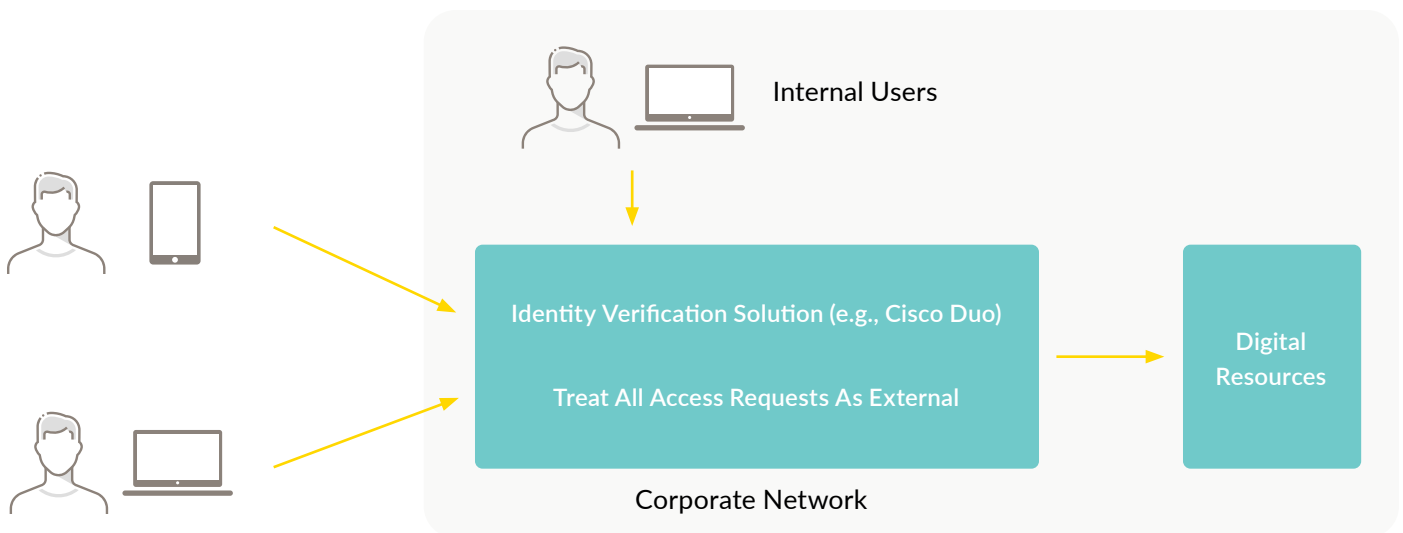 Internal Users
Identity Verification Solution (e.g., Cisco Duo)
Treat All Access Requests As External
Digital
Resources
Corporate Network